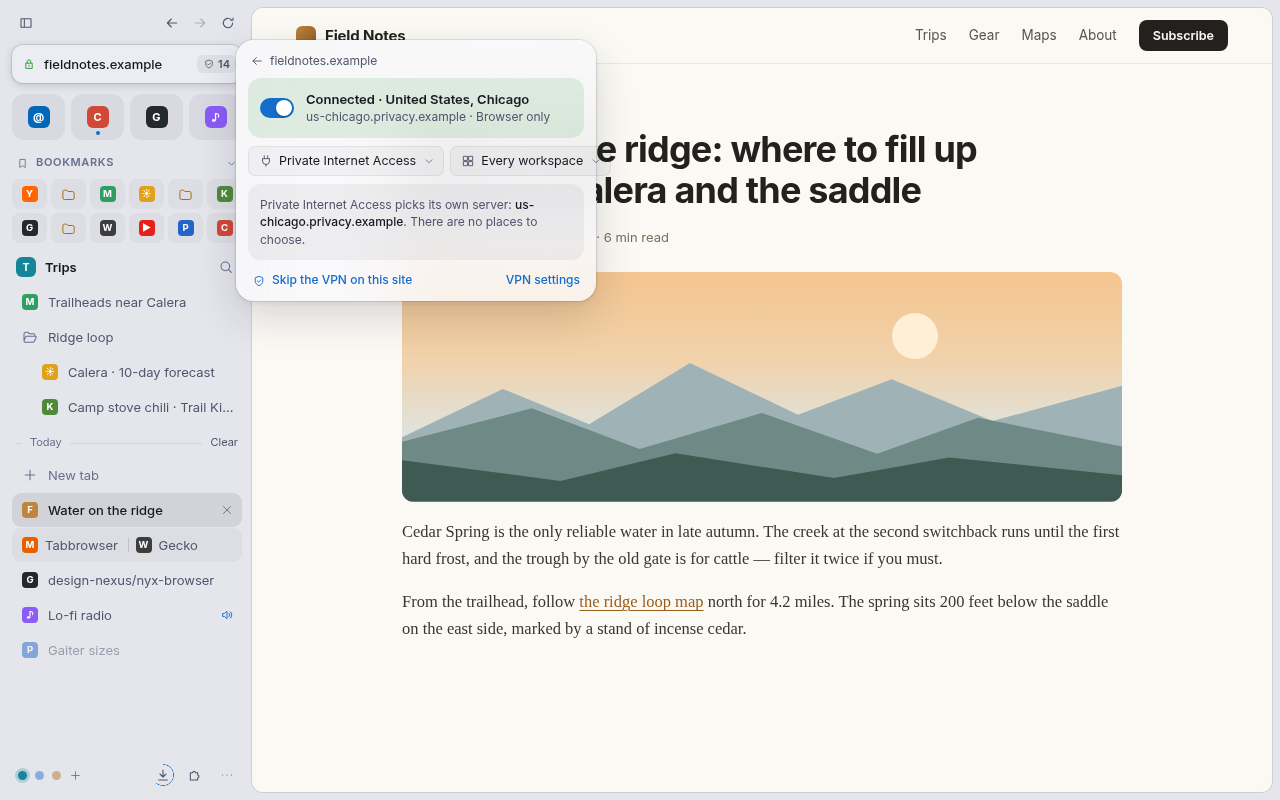 fieldnotes.example
14
@
C
G
BOOKMARKS
Y
M
K
G
W
P
C
T
Trips
M
Trailheads near Calera
Ridge loop
Calera · 10-day forecast
K
Camp stove chili · Trail Ki...
Today
Clear
New tab
F
Water on the ridge
M
Tabbrowser
W
Gecko
G
design-nexus/nyx-browser
Lo-fi radio
P
Gaiter sizes
fieldnotes.example
Connected · United States, Chicago
us-chicago.privacy.example · Browser only
Private Internet Access
Every workspace
Private Internet Access picks its own server: us-
chicago.privacy.example. There are no places to
choose.
Skip the VPN on this site
VPN settings
Field Notes
Trips
Gear
Maps
About
Subscribe
e ridge: where to fill up
alera and the saddle
· 6 min read
Cedar Spring is the only reliable water in late autumn. The creek at the second switchback runs until the first
hard frost, and the trough by the old gate is for cattle — filter it twice if you must.
From the trailhead, follow the ridge loop map north for 4.2 miles. The spring sits 200 feet below the saddle
on the east side, marked by a stand of incense cedar.